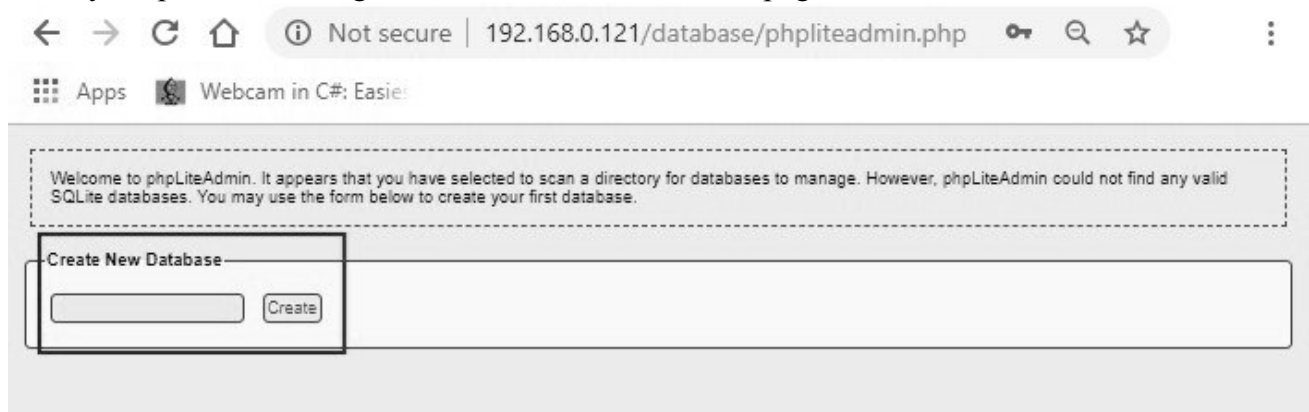 Not secure | 192.168.0.121/database/phpliteadmin.php
Apps Webcam in C#: Easies
Welcome to phpLiteAdmin. It appears that you have selected to scan a directory for databases to manage. However, phpLiteAdmin could not find any valid
SQLite databases. You may use the form below to create your first database.
Create New Database
Create